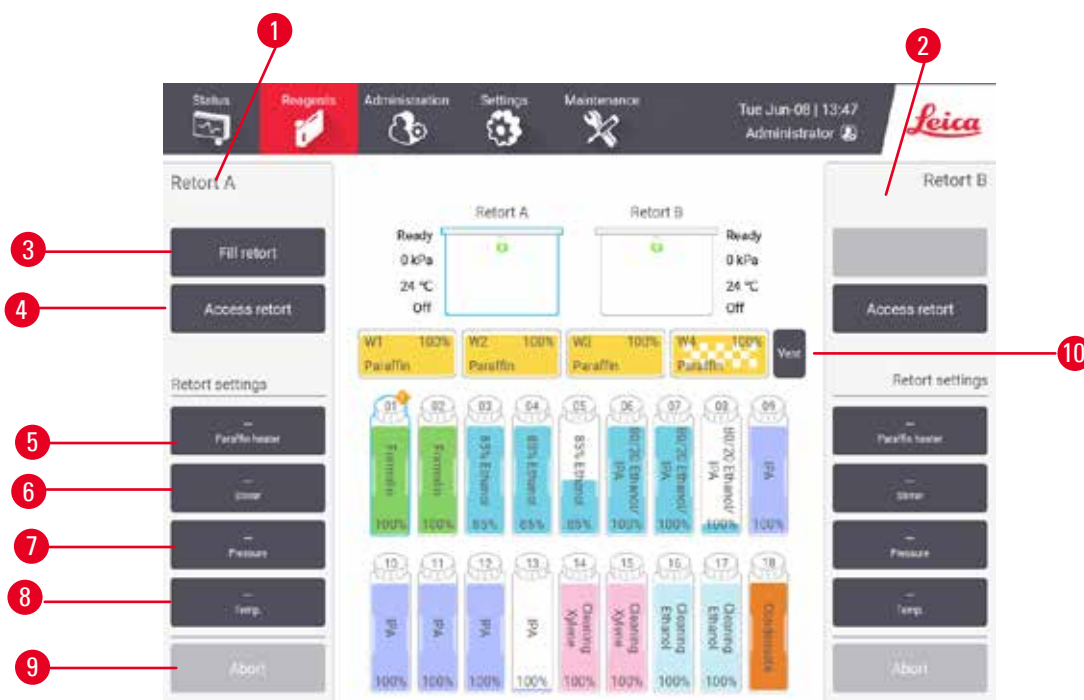 1
2
Status Reagents Administration Settings Maintenance
Tue Jun-08 | 13:47
Administrator
Leica
Retort A
Retort B
Retort A Retort B
Ready
0 kPa
24 °C
Off
Ready
0 kPa
24 °C
Off
3
Fill retort
4
Access retort
Access retort
W1 100% W2 100% W3 100% W4 100%
Paraffin Paraffin Paraffin Paraffin
Vent
10
Retort settings
Retort settings
01 02 03 04 05 06 07 08 09
Formalin
Formalin
85% Ethanol
85% Ethanol
85% Ethanol
80/20 Ethanol/
IPA
80/20 Ethanol/
IPA
80/20 Ethanol/
IPA
IPA
100% 100% 85% 85% 85% 100% 100% 100% 100%
5
--
Paraffin heater
--
Paraffin heater
6
--
Stirrer
--
Stirrer
7
--
Pressure
--
Pressure
8
--
Temp.
--
Temp.
10 11 12 13 14 15 16 17 18
IPA
IPA
IPA
IPA
Cleaning
Xylene
Cleaning
Xylene
Cleaning
Ethanol
Cleaning
Ethanol
Condensate
100% 100% 100% 100% 100% 100% 100% 100%
9
Abort
Abort